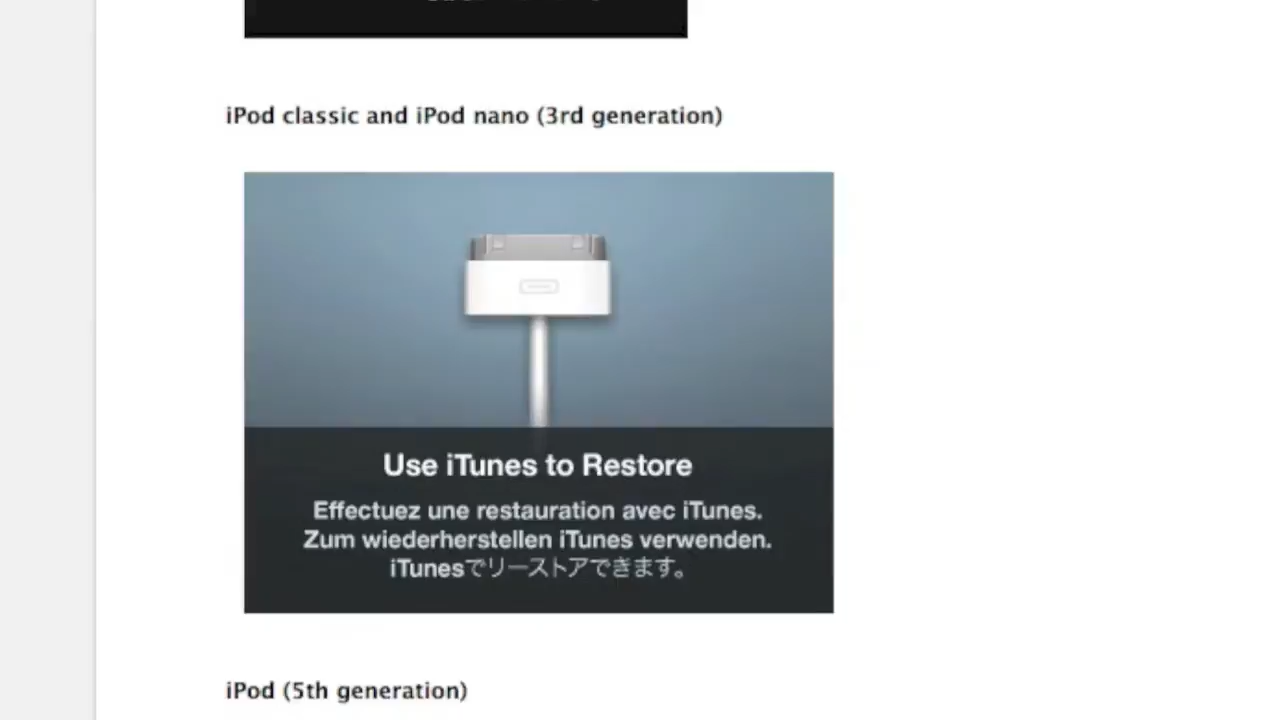 iPod classic and iPod nano (3rd generation)
Use iTunes to Restore
Effectuez une restauration avec iTunes.
Zum wiederherstellen iTunes verwenden.
iTunesでリーストアできます。
iPod (5th generation)